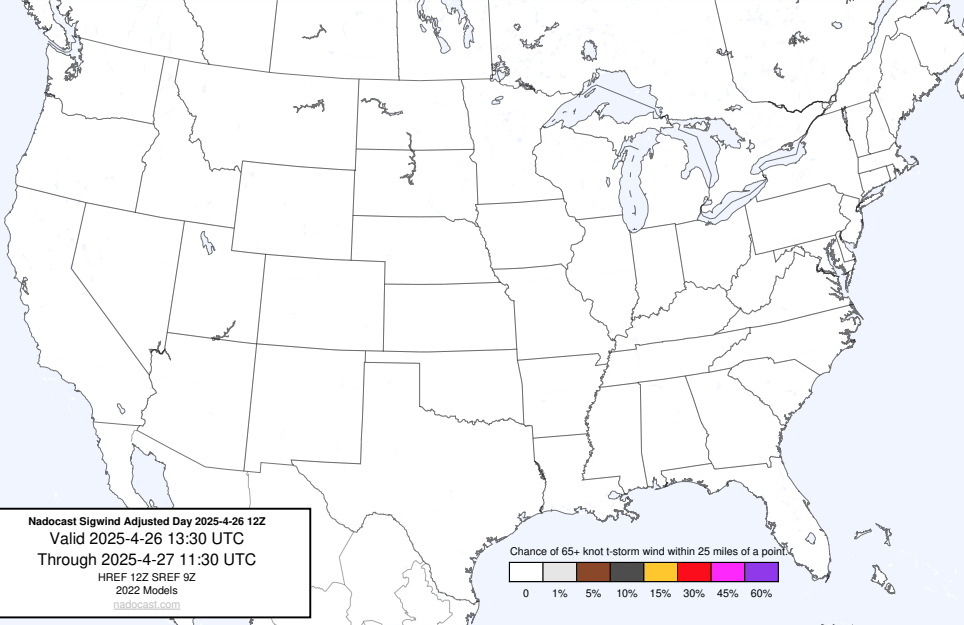 Nadocast Sigwind Adjusted Day 2025-4-26 12Z
Valid 2025-4-26 13:30 UTC
Through 2025-4-27 11:30 UTC
HREF 12Z SREF 9Z
2022 Models
nadocast.com
Chance of 65+ knot t-storm wind within 25 miles of a point.
0 1% 5% 10% 15% 30% 45% 60%